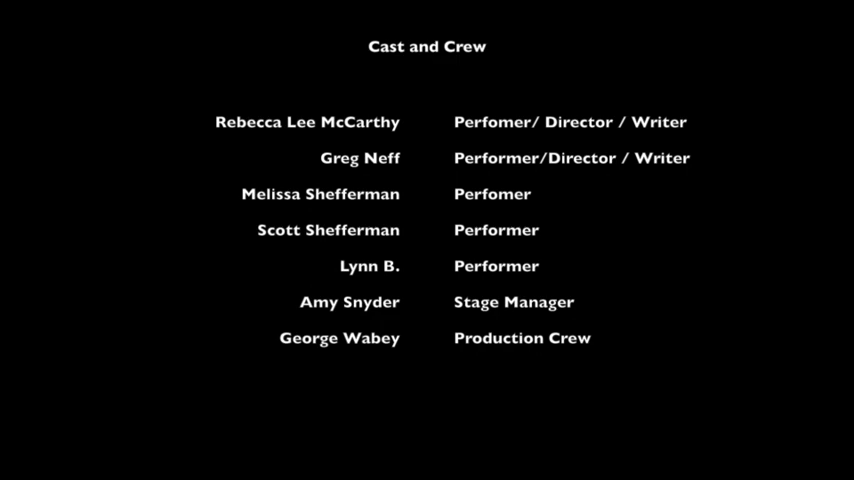 Cast and Crew
Rebecca Lee McCarthy Perfomer/ Director / Writer
Greg Neff Performer/Director / Writer
Melissa Shefferman Perfomer
Scott Shefferman Performer
Lynn B. Performer
Amy Snyder Stage Manager
George Wabey Production Crew